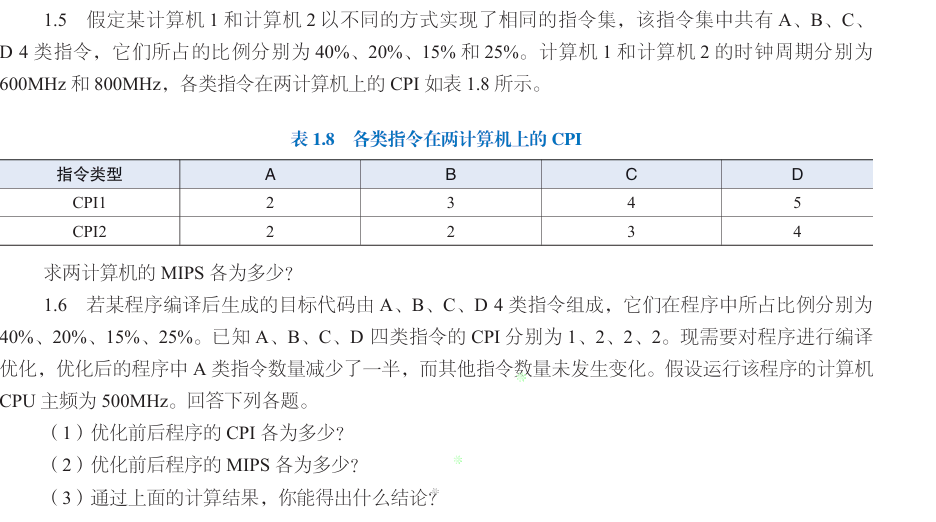 1.5 假定某计算机 1 和计算机 2 以不同的方式实现了相同的指令集，该指令集中共有 A、B、C、
D 4 类指令，它们所占的比例分别为 40%、20%、15% 和 25%。计算机 1 和计算机 2 的时钟周期分别为
600MHz 和 800MHz，各类指令在两计算机上的 CPI 如表 1.8 所示。
表 1.8 各类指令在两计算机上的 CPI
指令类型 A B C D
CPI1 2 3 4 5
CPI2 2 2 3 4
求两计算机的 MIPS 各为多少？
1.6 若某程序编译后生成的目标代码由 A、B、C、D 4 类指令组成，它们在程序中所占比例分别为
40%、20%、15%、25%。已知 A、B、C、D 四类指令的 CPI 分别为 1、2、2、2。现需要对程序进行编译
优化，优化后的程序中 A 类指令数量减少了一半，而其他指令数量未发生变化。假设运行该程序的计算机
CPU 主频为 500MHz。回答下列各题。
（1）优化前后程序的 CPI 各为多少？
（2）优化前后程序的 MIPS 各为多少？
（3）通过上面的计算结果，你能得出什么结论？